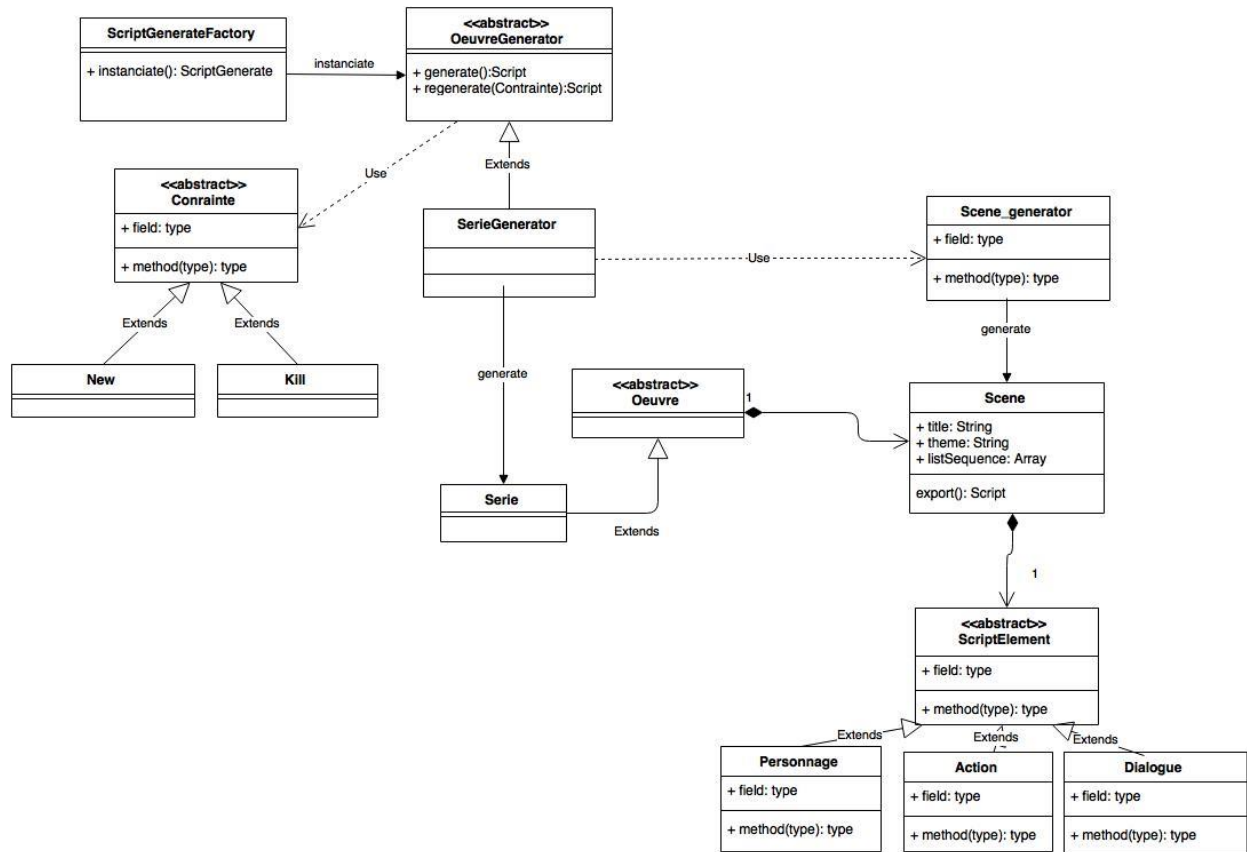 ScriptGenerateFactory
+ instanciate(): ScriptGenerate
instanciate
<<abstract>>
OeuvreGenerator
+ generate():Script
+ regenerate(Contrainte):Script
Use
Extends
<<abstract>>
Conrainte
+ field: type
+ method(type): type
SerieGenerator
Use
Scene_generator
+ field: type
+ method(type): type
Extends
Extends
New
Kill
generate
generate
<<abstract>>
Oeuvre
1
Scene
+ title: String
+ theme: String
+ listSequence: Array
export(): Script
Serie
Extends
1
<<abstract>>
ScriptElement
+ field: type
+ method(type): type
Extends
Extends
Extends
Personnage
+ field: type
+ method(type): type
Action
+ field: type
+ method(type): type
Dialogue
+ field: type
+ method(type): type